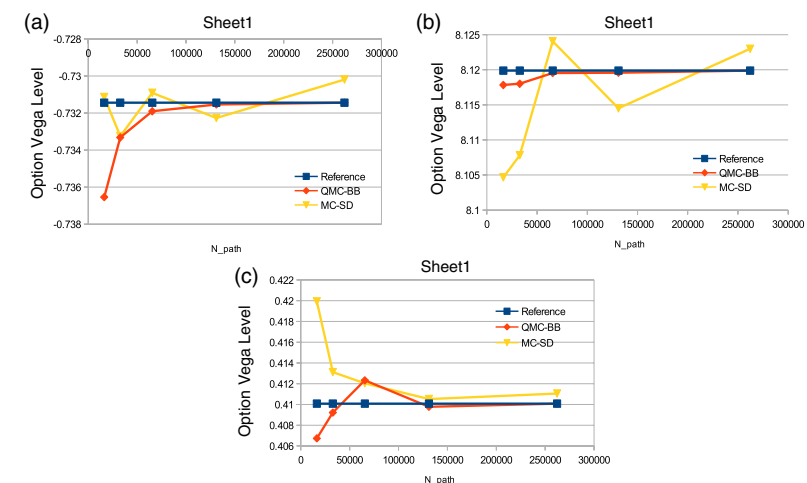 (a)
Sheet1
-0.728
0 50000 100000 150000 200000 250000 300000
-0.73
-0.732
-0.734
-0.736
-0.738
Option Vega Level
Reference
QMC-BB
MC-SD
N_path
(b)
Sheet1
8.125
8.12
8.115
8.11
8.105
8.1
Option Vega Level
Reference
QMC-BB
MC-SD
0 50000 100000 150000 200000 250000 300000
N_path
(c)
Sheet1
0.422
0.42
0.418
0.416
0.414
0.412
0.41
0.408
0.406
Option Vega Level
Reference
QMC-BB
MC-SD
0 50000 100000 150000 200000 250000 300000
N_path